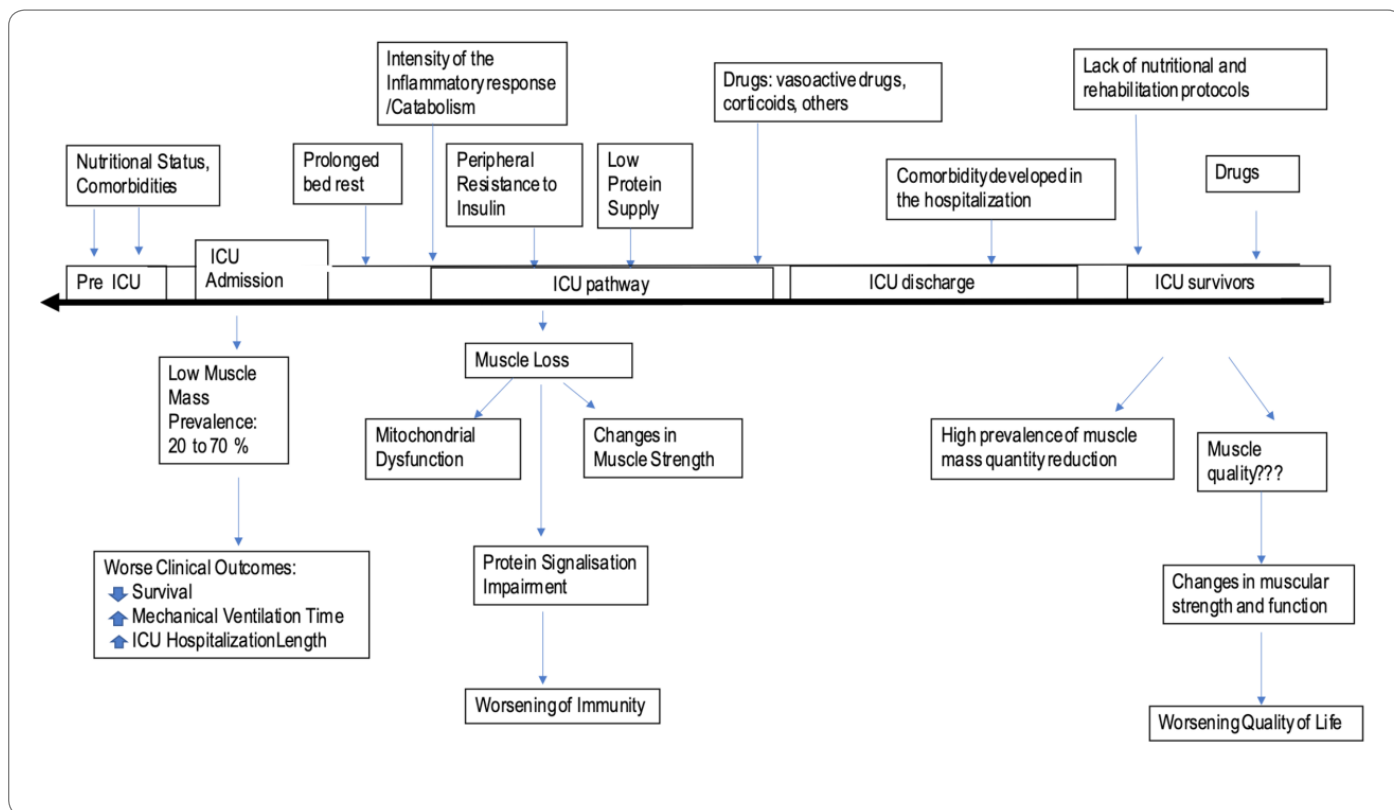 Intensity of the
Inflammatory response
/Catabolism
Drugs: vasoactive drugs,
corticoids, others
Lack of nutritional and
rehabilitation protocols
Nutritional Status,
Comorbidities
Prolonged
bed rest
Peripheral
Resistance to
Insulin
Low
Protein
Supply
Comorbidity developed in
the hospitalization
Drugs
Pre ICU
ICU
Admission
ICU pathway
ICU discharge
ICU survivors
Low Muscle
Mass
Prevalence:
20 to 70 %
Muscle Loss
Mitochondrial
Dysfunction
Changes in
Muscle Strength
High prevalence of muscle
mass quantity reduction
Muscle
quality???
Worse Clinical Outcomes:
Survival
Mechanical Ventilation Time
ICU Hospitalization Length
Protein Signalisation
Impairment
Changes in muscular
strength and function
Worsening of Immunity
Worsening Quality of Life